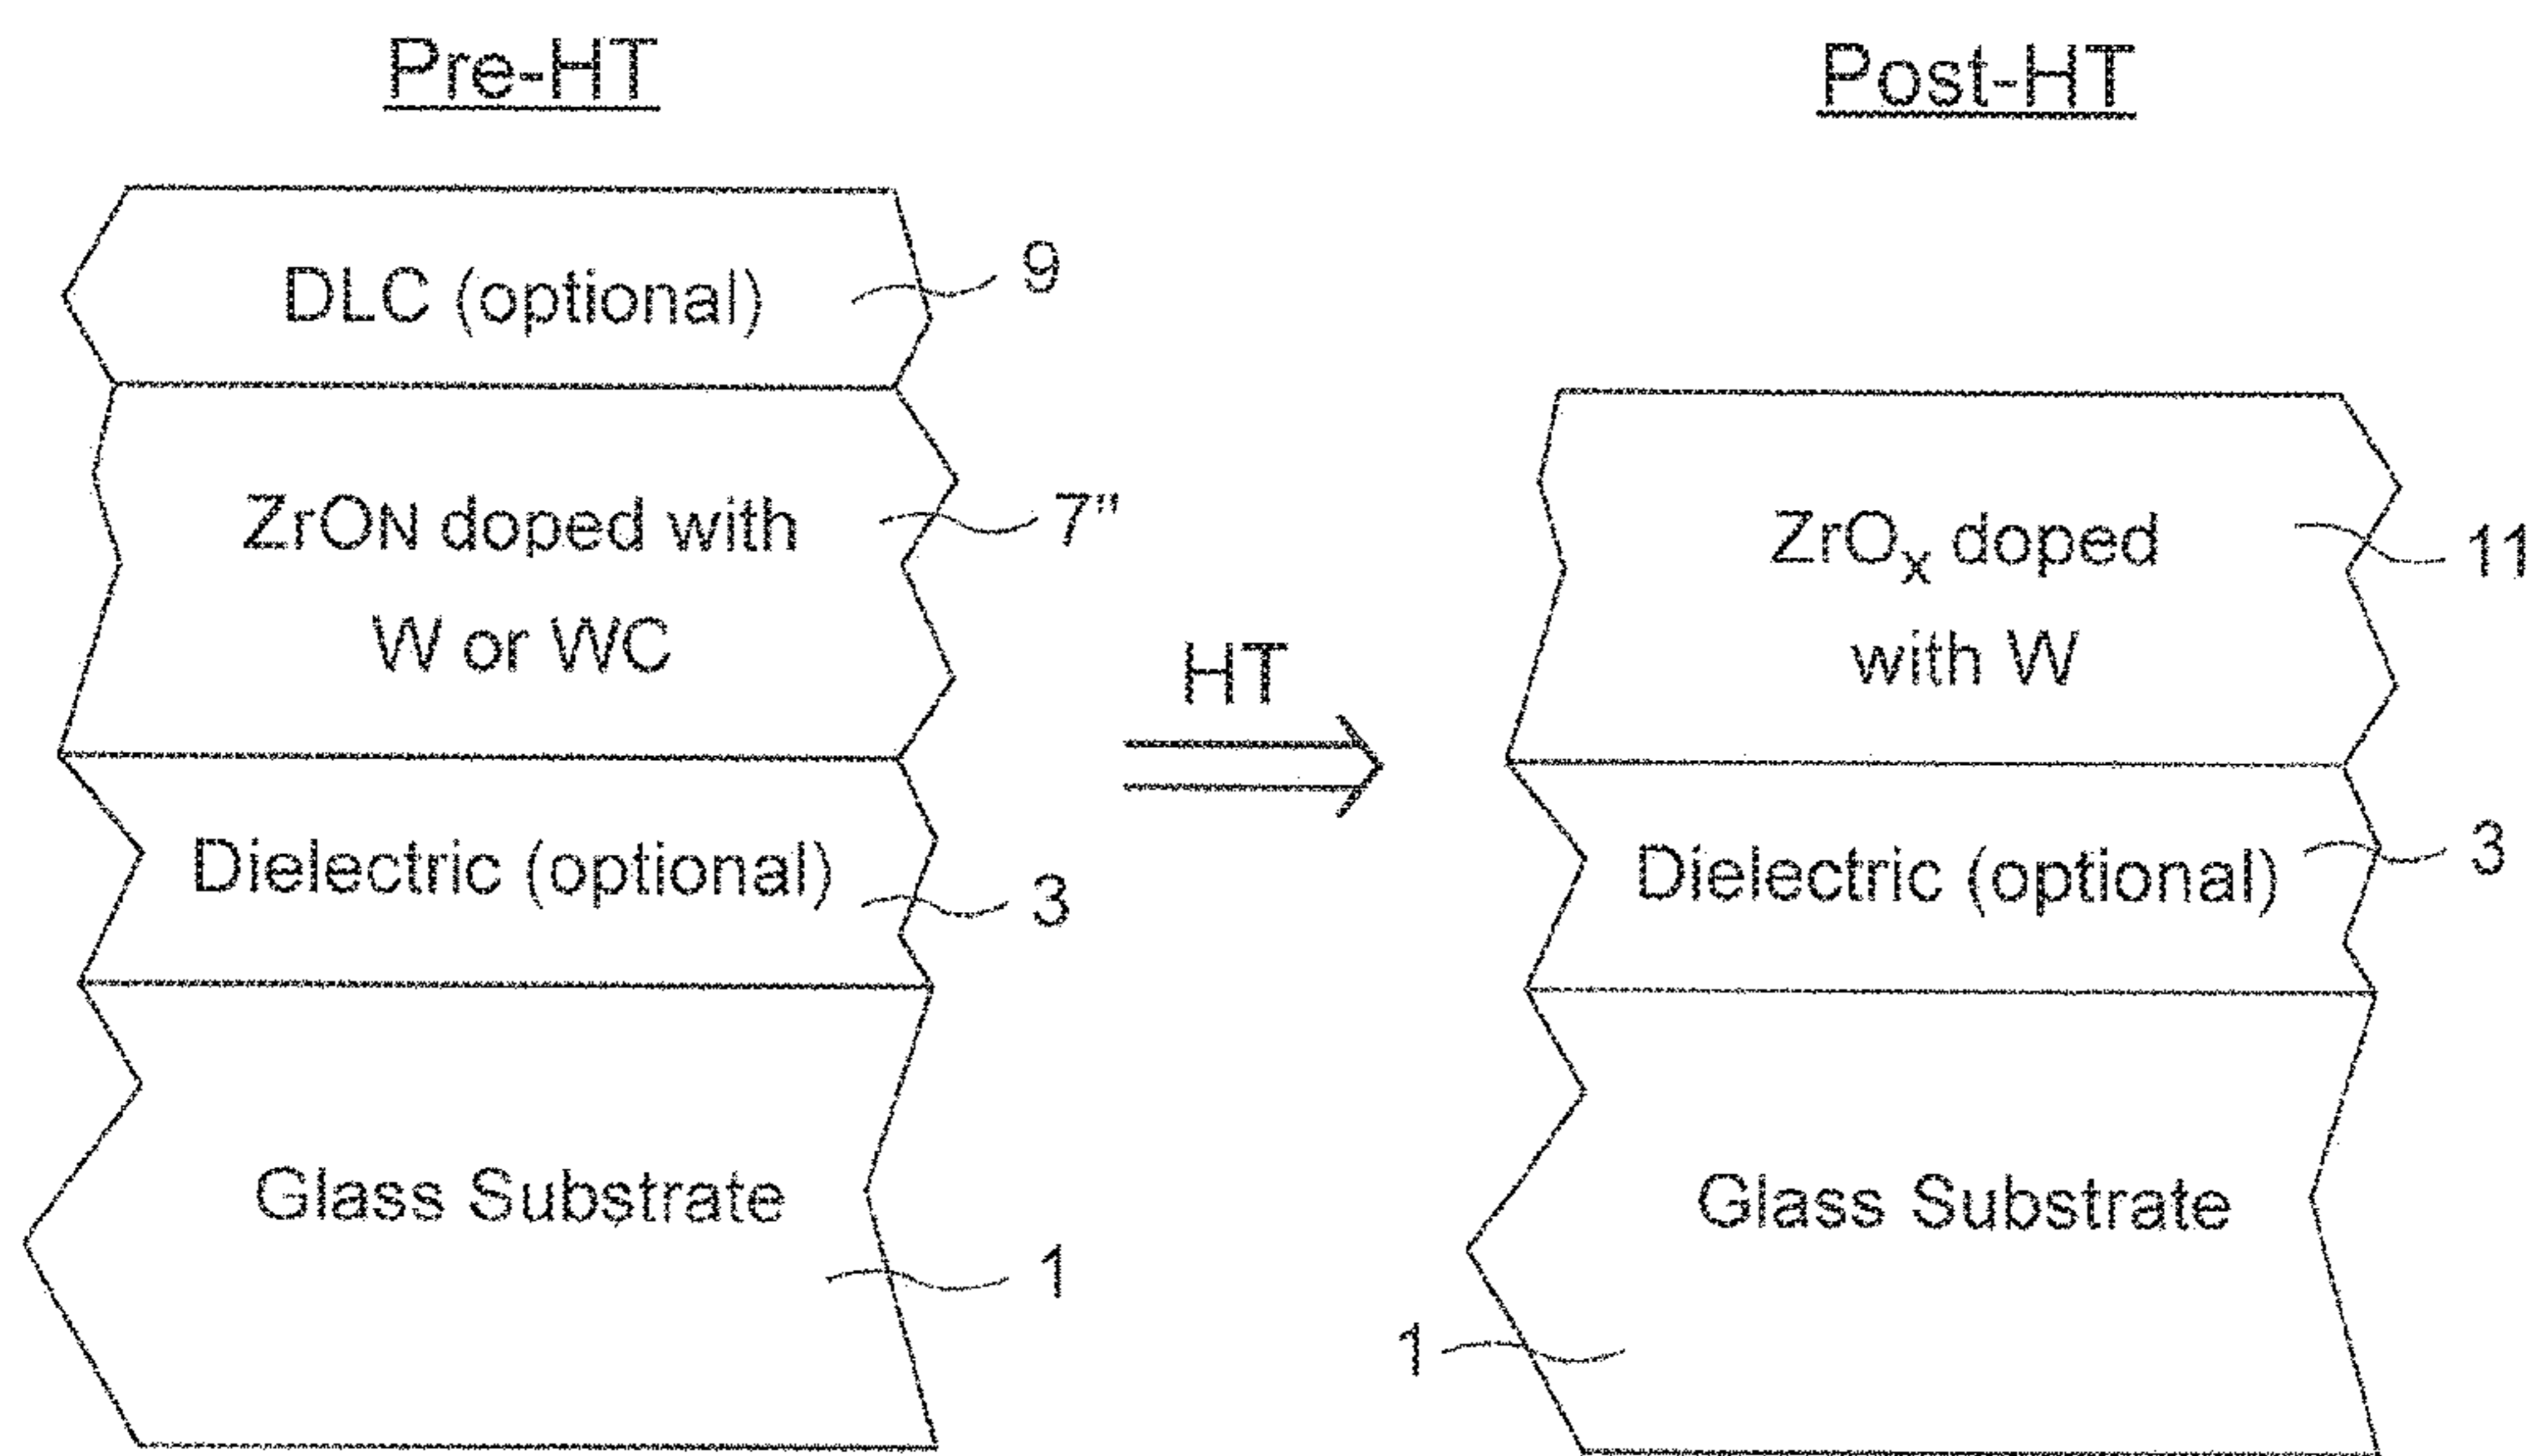 Pre-HT
DLC (optional)
9
ZrON doped with
W or WC
7"
Dielectric (optional)
3
Glass Substrate
1
HT
Post-HT
ZrOx doped
with W
11
Dielectric (optional)
3
Glass Substrate
1